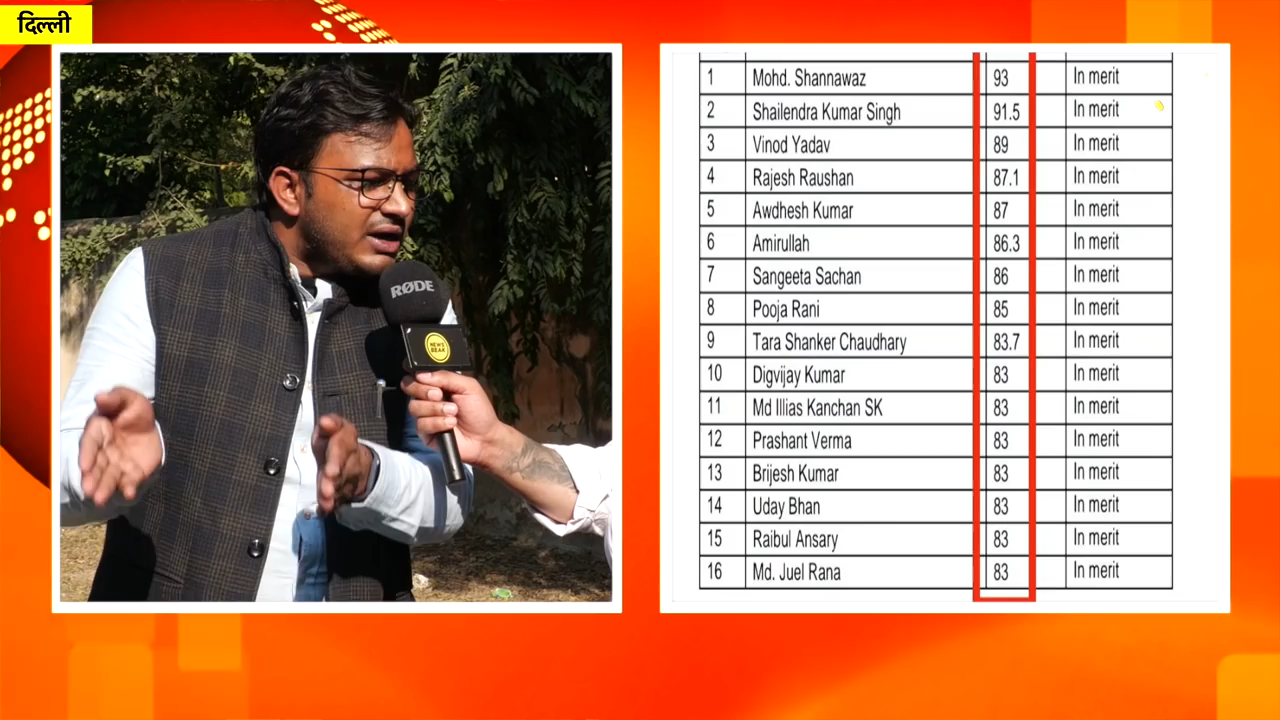 दिल्ली
RØDE
NEWS
BEAK
1 Mohd. Shannawaz 93 In merit
2 Shailendra Kumar Singh 91.5 In merit
3 Vinod Yadav 89 In merit
4 Rajesh Raushan 87.1 In merit
5 Awdhesh Kumar 87 In merit
6 Amirullah 86.3 In merit
7 Sangeeta Sachan 86 In merit
8 Pooja Rani 85 In merit
9 Tara Shanker Chaudhary 83.7 In merit
10 Digvijay Kumar 83 In merit
11 Md Illias Kanchan SK 83 In merit
12 Prashant Verma 83 In merit
13 Brijesh Kumar 83 In merit
14 Uday Bhan 83 In merit
15 Raibul Ansary 83 In merit
16 Md. Juel Rana 83 In merit